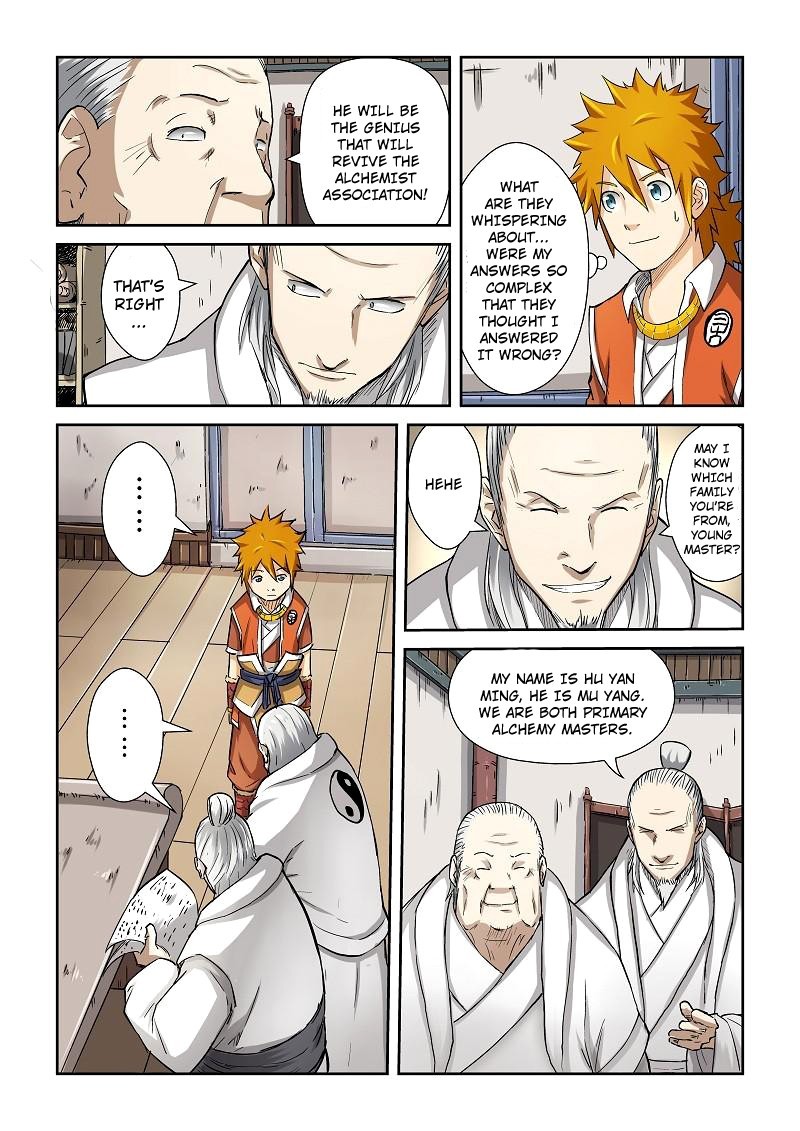 HE WILL BE
THE GENIUS
THAT WILL
REVIVE THE
ALCHEMIST
ASSOCIATION!
WHAT
ARE THEY
WHISPERING
ABOUT...
WERE MY
ANSWERS SO
COMPLEX
THAT THEY
THOUGHT I
ANSWERED
IT WRONG?
THAT'S
RIGHT
...
.....
.....
HEHE
MAY I
KNOW
WHICH
FAMILY
YOU'RE
FROM,
YOUNG
MASTER?
MY NAME IS HU YAN
MING, HE IS MU YANG.
WE ARE BOTH PRIMARY
ALCHEMY MASTERS.